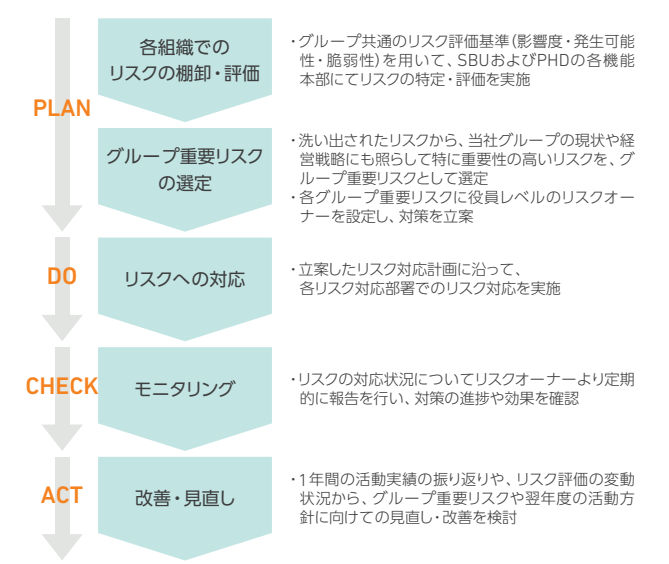 PLAN
各組織での
リスクの棚卸・評価
・グループ共通のリスク評価基準（影響度・発生可能
性・脆弱性）を用いて、SBUおよびPHDの各機能
本部にてリスクの特定・評価を実施
グループ重要リスク
の選定
・洗い出されたリスクから、当社グループの現状や経
営戦略にも照らして特に重要性の高いリスクを、グ
ループ重要リスクとして選定
・各グループ重要リスクに役員レベルのリスクオー
ナーを設定し、対策を立案
DO
リスクへの対応
・立案したリスク対応計画に沿って、
各リスク対応部署でのリスク対応を実施
CHECK
モニタリング
・リスクの対応状況についてリスクオーナーより定期
的に報告を行い、対策の進捗や効果を確認
ACT
改善・見直し
・1年間の活動実績の振り返りや、リスク評価の変動
状況から、グループ重要リスクや翌年度の活動方
針に向けての見直し・改善を検討